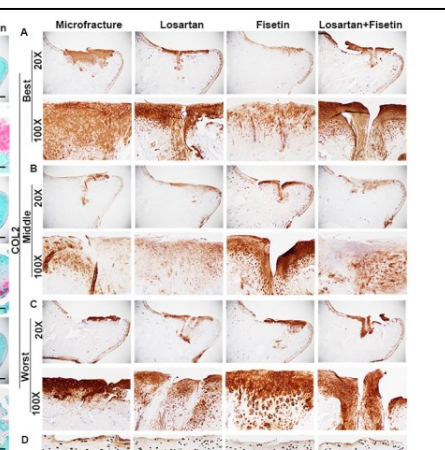 n
A
Microfracture Losartan Fisetin Losartan+Fisetin
20X
Best
100X
B
20X
Middle
COL2
100X
C
20X
Worst
100X
D